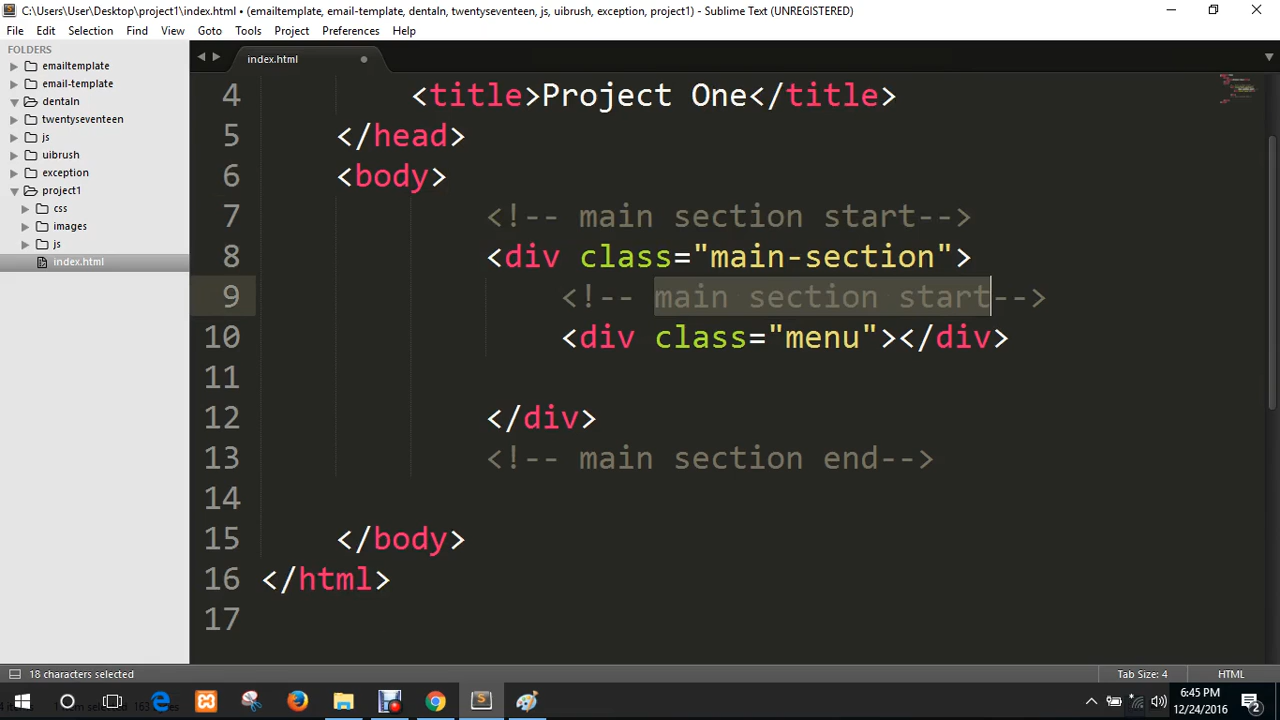 C:\Users\User\Desktop\project1\index.html • (emailtemplate, email-template, dentaln, twentyseventeen, js, uibrush, exception, project1) - Sublime Text (UNREGISTERED)
File Edit Selection Find View Goto Tools Project Preferences Help
FOLDERS
emailtemplate
email-template
dentaln
twentyseventeen
js
uibrush
exception
project1
css
images
js
index.html
index.html
4 <title>Project One</title>
5 </head>
6 <body>
7 <!-- main section start-->
8 <div class="main-section">
9 <!-- main section start-->
10 <div class="menu"></div>
11
12 </div>
13 <!-- main section end-->
14
15 </body>
16 </html>
17
18 characters selected
Tab Size: 4
HTML
6:45 PM
12/24/2016
2